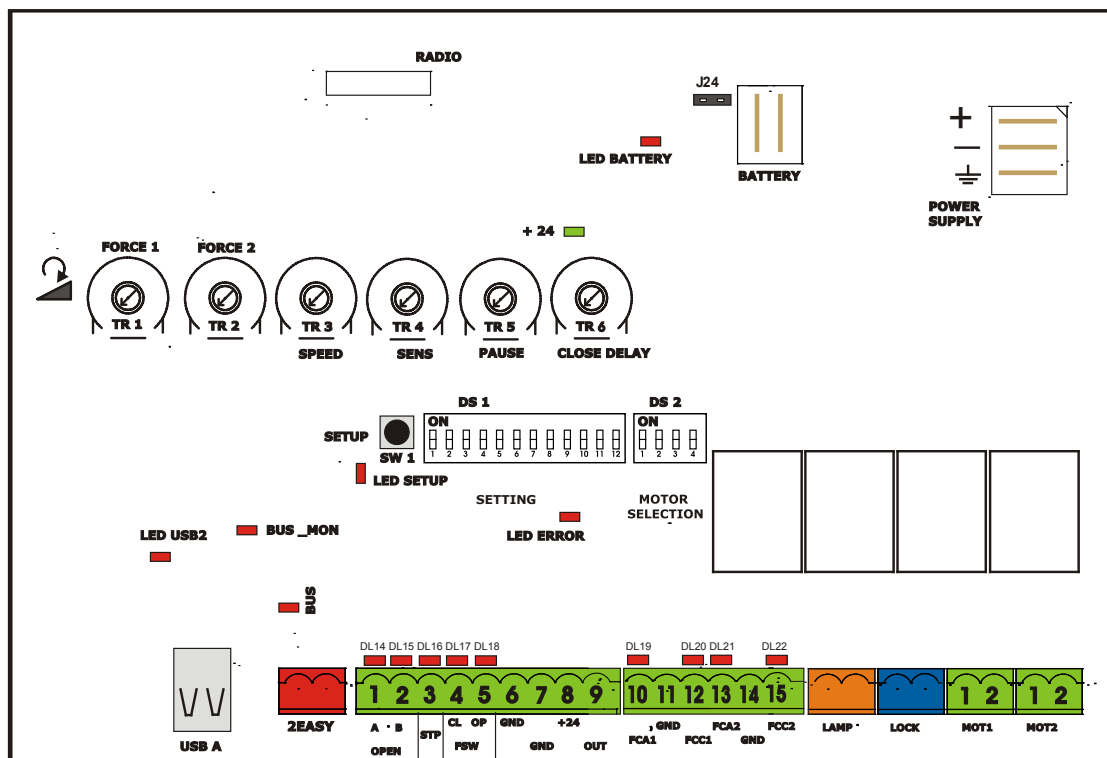 RADIO
J24
LED BATTERY
BATTERY
+
−
POWER
SUPPLY
+ 24
FORCE 1
FORCE 2
TR 1
TR 2
TR 3
TR 4
TR 5
TR 6
SPEED
SENS
PAUSE
CLOSE DELAY
DS 1
DS 2
SETUP
SW 1
ON
1 2 3 4 5 6 7 8 9 10 11 12
ON
1 2 3 4
LED SETUP
SETTING
MOTOR
SELECTION
LED ERROR
LED USB2
BUS _MON
BUS
DL14 DL15 DL16 DL17 DL18
DL19 DL20 DL21 DL22
1 2 3 4 5 6 7 8 9
10 11 12 13 14 15
1 2
1 2
USB A
2EASY
A B
OPEN
STP
CL OP
FSW
GND
GND
+24
OUT
FCA1
GND
FCC1
FCA2
GND
FCC2
LAMP
LOCK
MOT1
MOT2